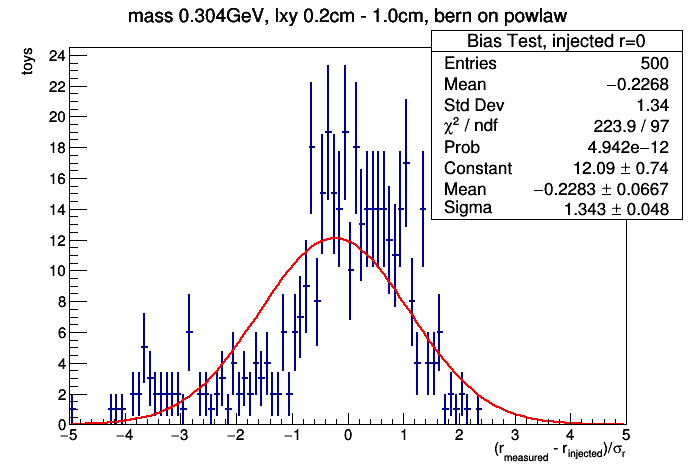 mass 0.304GeV, lxy 0.2cm - 1.0cm, bern on powlaw
Bias Test, injected r=0
Entries 500
Mean −0.2268
Std Dev 1.34
χ² / ndf 223.9 / 97
Prob 4.942e−12
Constant 12.09 ± 0.74
Mean −0.2283 ± 0.0667
Sigma 1.343 ± 0.048
toys
24
22
20
18
16
14
12
10
8
6
4
2
0
−5 −4 −3 −2 −1 0 1 2 3 4 5
(r_measured - r_injected)/σ_r